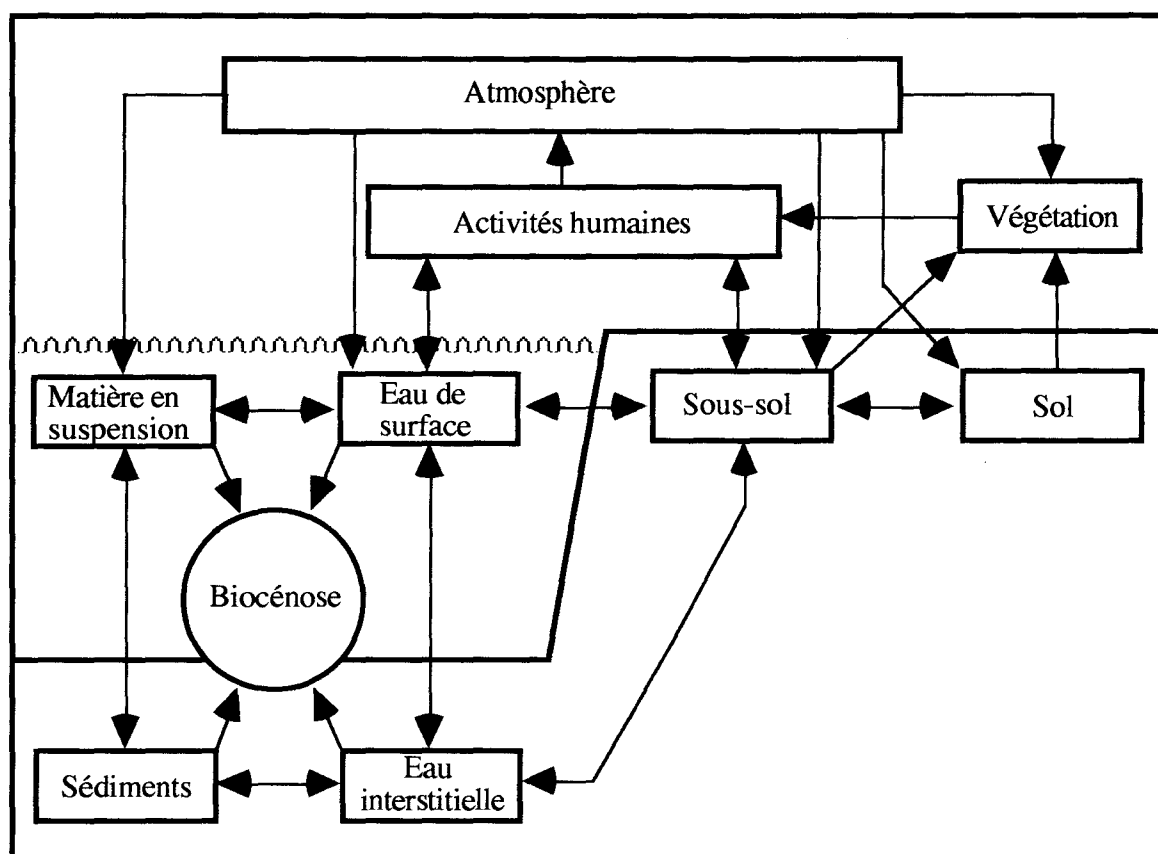 Atmosphère
Activités humaines
Végétation
Matière en
suspension
Eau de
surface
Sous-sol
Sol
Biocénose
Sédiments
Eau
interstitielle